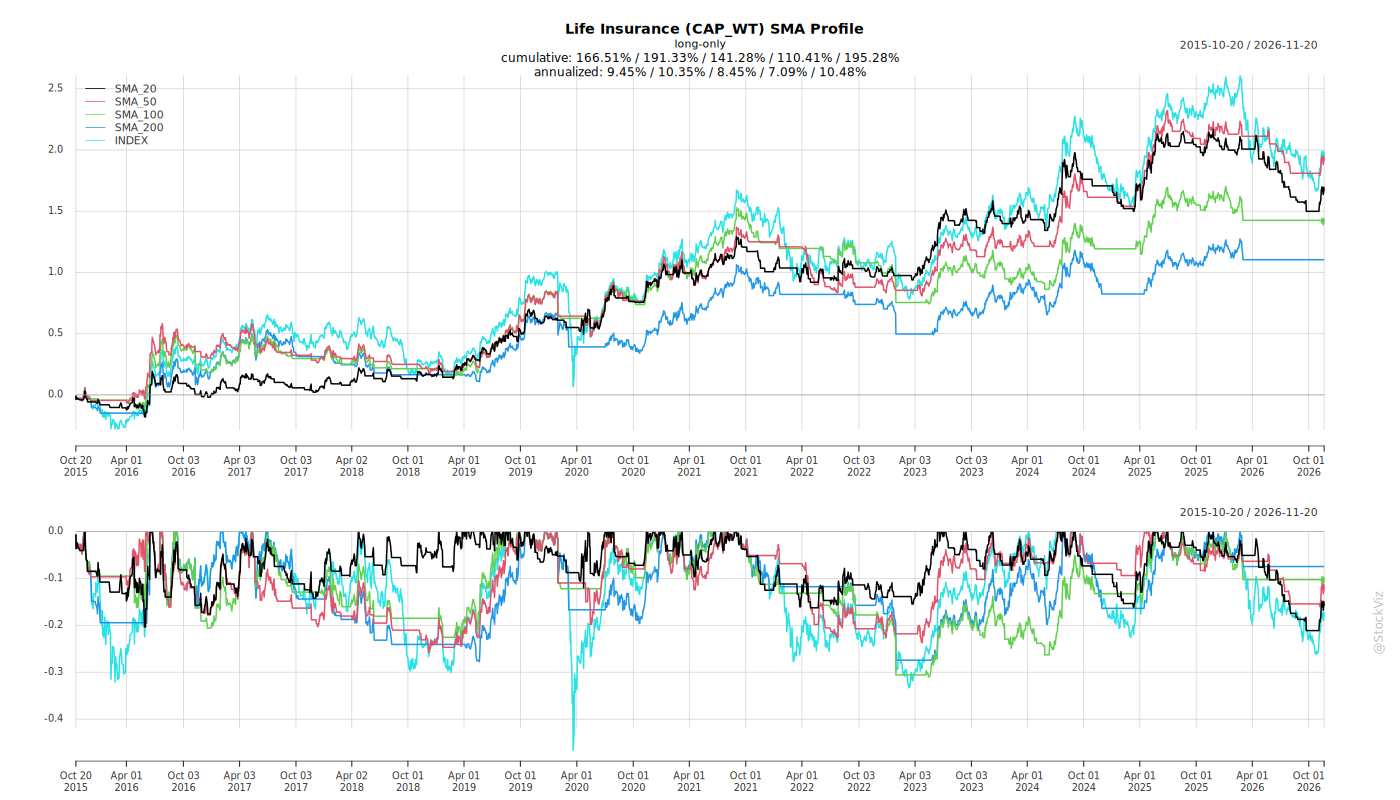 Life Insurance (CAP_WT) SMA Profile
long-only
cumulative: 166.51% / 191.33% / 141.28% / 110.41% / 195.28%
annualized: 9.45% / 10.35% / 8.45% / 7.09% / 10.48%
2015-10-20 / 2026-11-20
SMA_20
SMA_50
SMA_100
SMA_200
INDEX
2.5
2.0
1.5
1.0
0.5
0.0
Oct 20 Apr 01 Oct 03 Apr 03 Oct 03 Apr 02 Oct 01 Apr 01 Oct 01 Apr 01 Oct 01 Apr 01 Oct 01 Apr 01 Oct 03 Apr 03 Oct 03 Apr 01 Oct 01 Apr 01 Oct 01 Apr 01 Oct 01
2015 2016 2016 2017 2017 2018 2018 2019 2019 2020 2020 2021 2021 2022 2022 2023 2023 2024 2024 2025 2025 2026 2026
2015-10-20 / 2026-11-20
0.0
-0.1
-0.2
-0.3
-0.4
Oct 20 Apr 01 Oct 03 Apr 03 Oct 03 Apr 02 Oct 01 Apr 01 Oct 01 Apr 01 Oct 01 Apr 01 Oct 01 Apr 01 Oct 03 Apr 03 Oct 03 Apr 01 Oct 01 Apr 01 Oct 01 Apr 01 Oct 01
2015 2016 2016 2017 2017 2018 2018 2019 2019 2020 2020 2021 2021 2022 2022 2023 2023 2024 2024 2025 2025 2026 2026
@StockViz